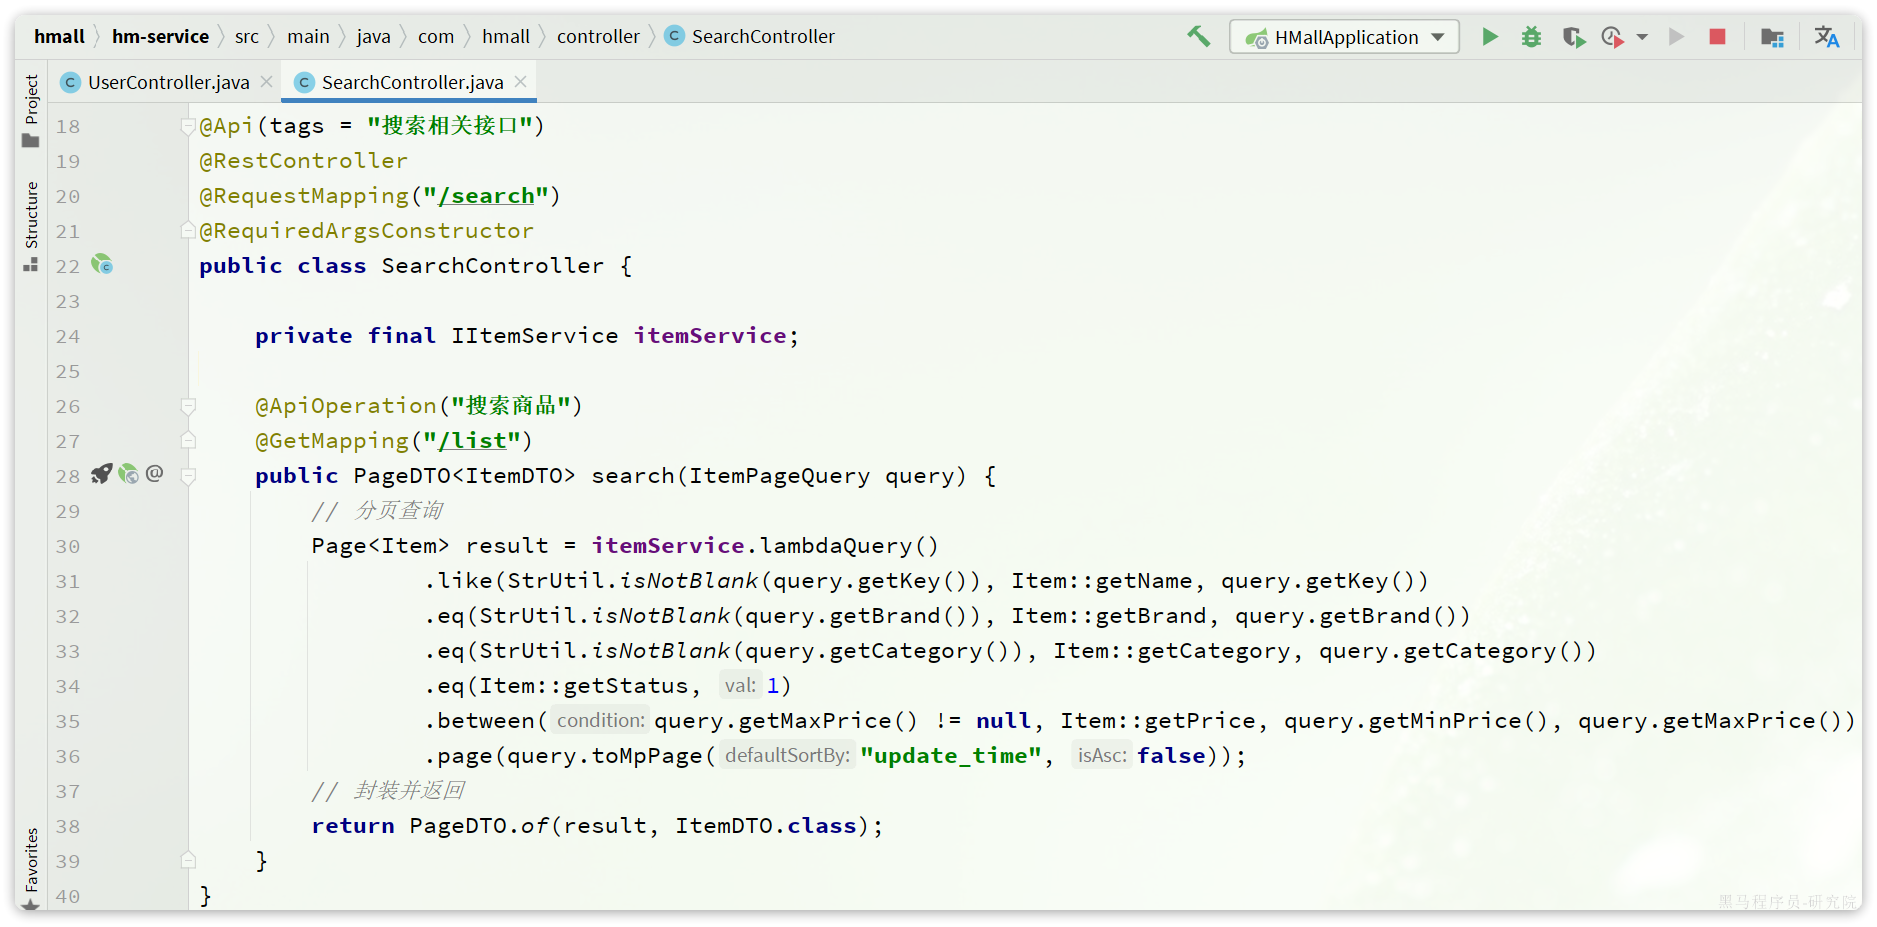 hmall hm-service src main java com hmall controller SearchController HMallApplication
UserController.java SearchController.java
Project
Structure
Favorites
18 @Api(tags = "搜索相关接口")
19 @RestController
20 @RequestMapping("/search")
21 @RequiredArgsConstructor
22 public class SearchController {
23
24 private final IItemService itemService;
25
26 @ApiOperation("搜索商品")
27 @GetMapping("/list")
28 public PageDTO<ItemDTO> search(ItemPageQuery query) {
29 // 分页查询
30 Page<Item> result = itemService.lambdaQuery()
31 .like(StrUtil.isNotBlank(query.getKey()), Item::getName, query.getKey())
32 .eq(StrUtil.isNotBlank(query.getBrand()), Item::getBrand, query.getBrand())
33 .eq(StrUtil.isNotBlank(query.getCategory()), Item::getCategory, query.getCategory())
34 .eq(Item::getStatus, val: 1)
35 .between( condition: query.getMaxPrice() != null, Item::getPrice, query.getMinPrice(), query.getMaxPrice())
36 .page(query.toMpPage( defaultSortBy: "update_time", isAsc: false));
37 // 封装并返回
38 return PageDTO.of(result, ItemDTO.class);
39 }
40 }
黑马程序员-研究院